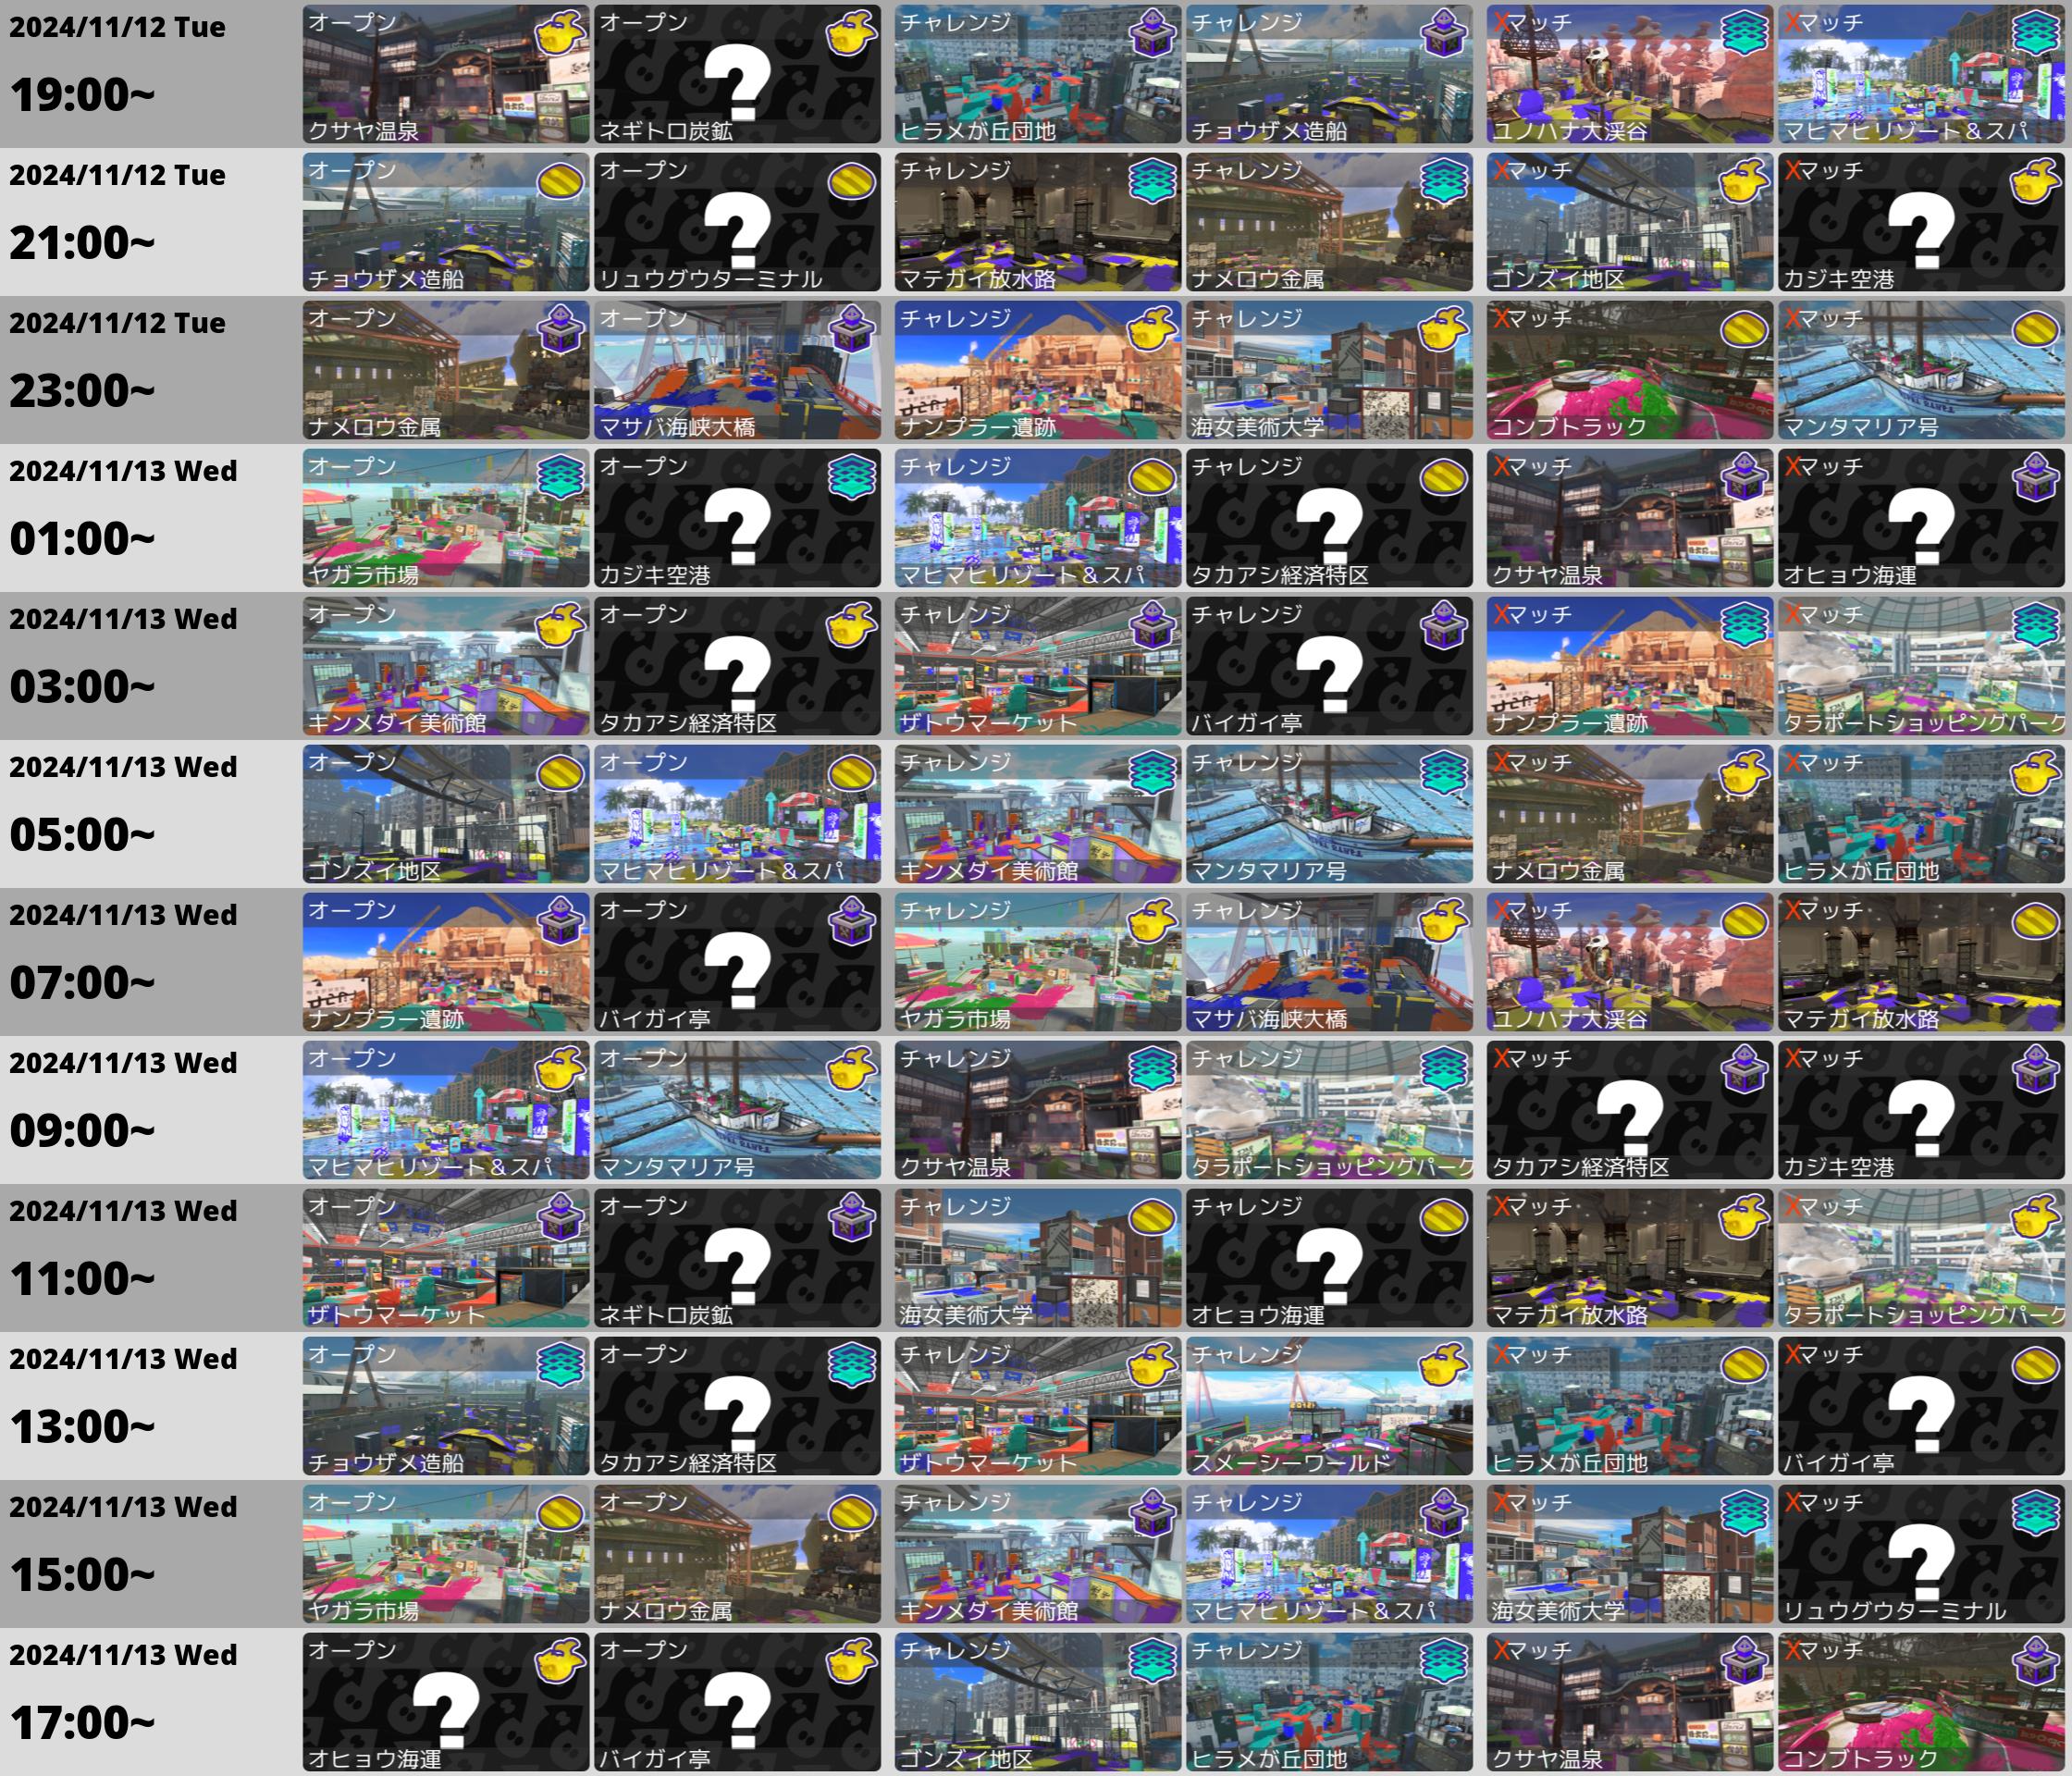 2024/11/12 Tue
19:00~
オープン
クサヤ温泉
オープン
ネギトロ炭鉱
チャレンジ
ヒラメが丘団地
チャレンジ
チョウザメ造船
Xマッチ
ユノハナ大渓谷
Xマッチ
マヒマヒリゾート&スパ
2024/11/12 Tue
21:00~
オープン
チョウザメ造船
オープン
リュウグウターミナル
チャレンジ
マテガイ放水路
チャレンジ
ナメロウ金属
Xマッチ
ゴンズイ地区
Xマッチ
カジキ空港
2024/11/12 Tue
23:00~
オープン
ナメロウ金属
オープン
マサバ海峡大橋
チャレンジ
ナンプラー遺跡
チャレンジ
海女美術大学
Xマッチ
コンブトラック
Xマッチ
マンタマリア号
2024/11/13 Wed
01:00~
オープン
ヤガラ市場
オープン
カジキ空港
チャレンジ
マヒマヒリゾート&スパ
チャレンジ
タカアシ経済特区
Xマッチ
クサヤ温泉
Xマッチ
オヒョウ海運
2024/11/13 Wed
03:00~
オープン
キンメダイ美術館
オープン
タカアシ経済特区
チャレンジ
ザトウマーケット
チャレンジ
バイガイ亭
Xマッチ
ナンプラー遺跡
Xマッチ
タラポートショッピングパーク
2024/11/13 Wed
05:00~
オープン
ゴンズイ地区
オープン
マヒマヒリゾート&スパ
チャレンジ
キンメダイ美術館
チャレンジ
マンタマリア号
Xマッチ
ナメロウ金属
Xマッチ
ヒラメが丘団地
2024/11/13 Wed
07:00~
オープン
ナンプラー遺跡
オープン
バイガイ亭
チャレンジ
ヤガラ市場
チャレンジ
マサバ海峡大橋
Xマッチ
ユノハナ大渓谷
Xマッチ
マテガイ放水路
2024/11/13 Wed
09:00~
オープン
マヒマヒリゾート&スパ
オープン
マンタマリア号
チャレンジ
クサヤ温泉
チャレンジ
タラポートショッピングパーク
Xマッチ
タカアシ経済特区
Xマッチ
カジキ空港
2024/11/13 Wed
11:00~
オープン
ザトウマーケット
オープン
ネギトロ炭鉱
チャレンジ
海女美術大学
チャレンジ
オヒョウ海運
Xマッチ
マテガイ放水路
Xマッチ
タラポートショッピングパーク
2024/11/13 Wed
13:00~
オープン
チョウザメ造船
オープン
タカアシ経済特区
チャレンジ
ザトウマーケット
チャレンジ
スメーシーワールド
Xマッチ
ヒラメが丘団地
Xマッチ
バイガイ亭
2024/11/13 Wed
15:00~
オープン
ヤガラ市場
オープン
ナメロウ金属
チャレンジ
キンメダイ美術館
チャレンジ
マヒマヒリゾート&スパ
Xマッチ
海女美術大学
Xマッチ
リュウグウターミナル
2024/11/13 Wed
17:00~
オープン
オヒョウ海運
オープン
バイガイ亭
チャレンジ
ゴンズイ地区
チャレンジ
ヒラメが丘団地
Xマッチ
クサヤ温泉
Xマッチ
コンブトラック